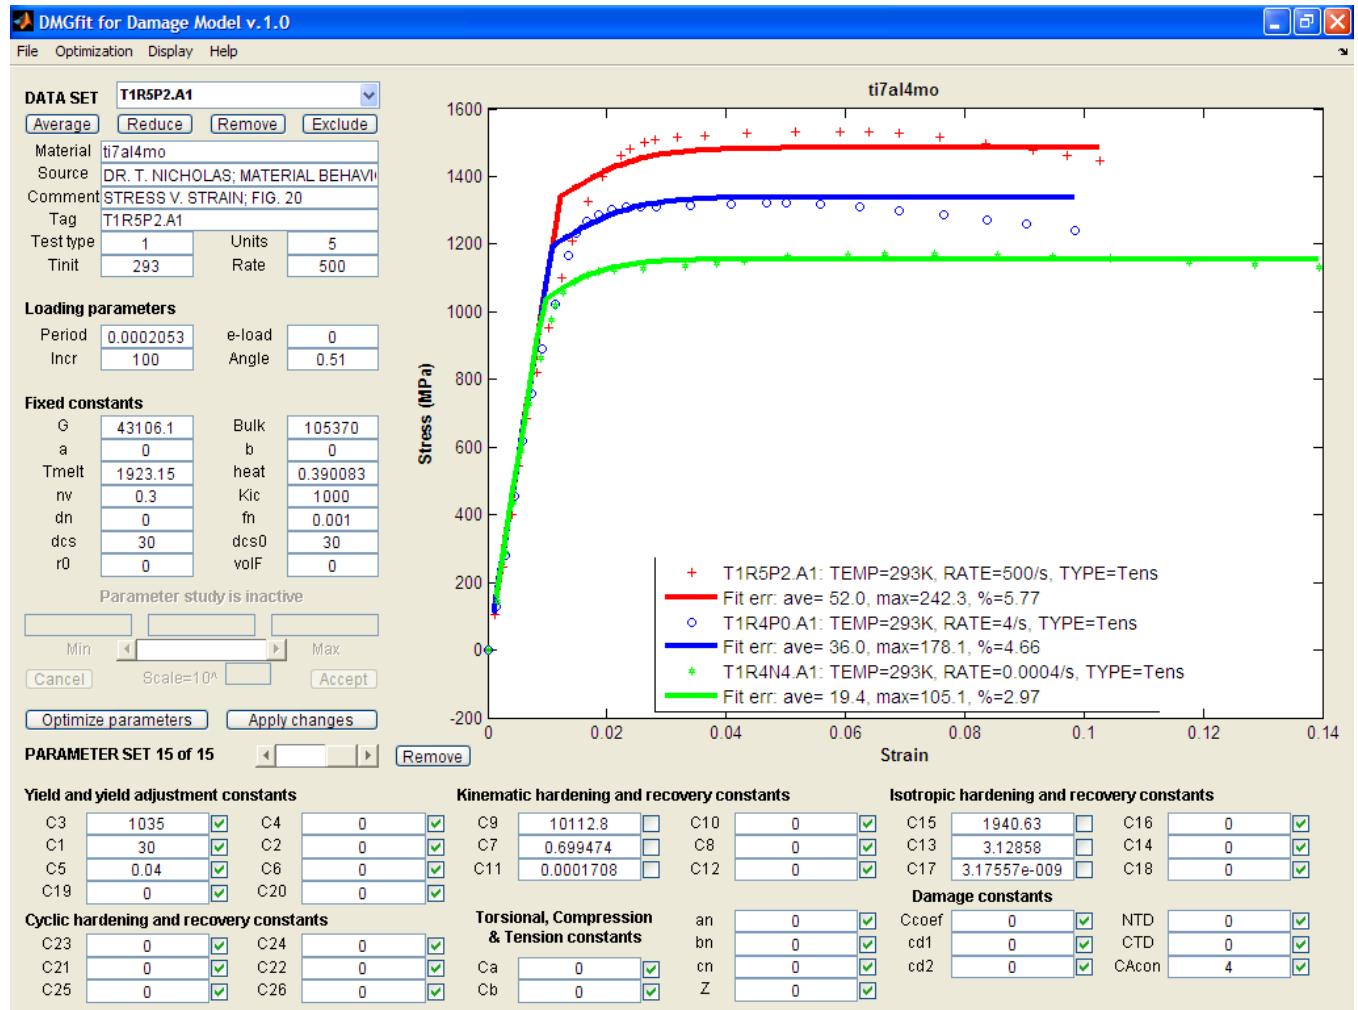 DMGfit for Damage Model v.1.0
File Optimization Display Help
DATA SET T1R5P2.A1
Average Reduce Remove Exclude
Material ti7al4mo
Source DR. T. NICHOLAS; MATERIAL BEHAVI
Comment STRESS V. STRAIN; FIG. 20
Tag T1R5P2.A1
Test type 1 Units 5
Tinit 293 Rate 500
Loading parameters
Period 0.0002053 e-load 0
Incr 100 Angle 0.51
Fixed constants
G 43106.1 Bulk 105370
a 0 b 0
Tmelt 1923.15 heat 0.390083
nv 0.3 Kic 1000
dn 0 fn 0.001
dcs 30 dcs0 30
r0 0 volF 0
Parameter study is inactive
Min Max
Cancel Scale=10^ Accept
Optimize parameters Apply changes
PARAMETER SET 15 of 15 Remove
ti7al4mo
1600
1400
1200
1000
800
600
400
200
0
-200
Stress (MPa)
T1R5P2.A1: TEMP=293K, RATE=500/s, TYPE=Tens
Fit err: ave= 52.0, max=242.3, %=5.77
T1R4P0.A1: TEMP=293K, RATE=4/s, TYPE=Tens
Fit err: ave= 36.0, max=178.1, %=4.66
T1R4N4.A1: TEMP=293K, RATE=0.0004/s, TYPE=Tens
Fit err: ave= 19.4, max=105.1, %=2.97
0 0.02 0.04 0.06 0.08 0.1 0.12 0.14
Strain
Yield and yield adjustment constants
C3 1035 C4 0
C1 30 C2 0
C5 0.04 C6 0
C19 0 C20 0
Cyclic hardening and recovery constants
C23 0 C24 0
C21 0 C22 0
C25 0 C26 0
Kinematic hardening and recovery constants
C9 10112.8 C10 0
C7 0.699474 C8 0
C11 0.0001708 C12 0
Torsional, Compression
& Tension constants
Ca 0
Cb 0
an 0
bn 0
cn 0
Z 0
Isotropic hardening and recovery constants
C15 1940.63 C16 0
C13 3.12858 C14 0
C17 3.17557e-009 C18 0
Damage constants
Ccoef 0 NTD 0
cd1 0 CTD 0
cd2 0 CAcon 4